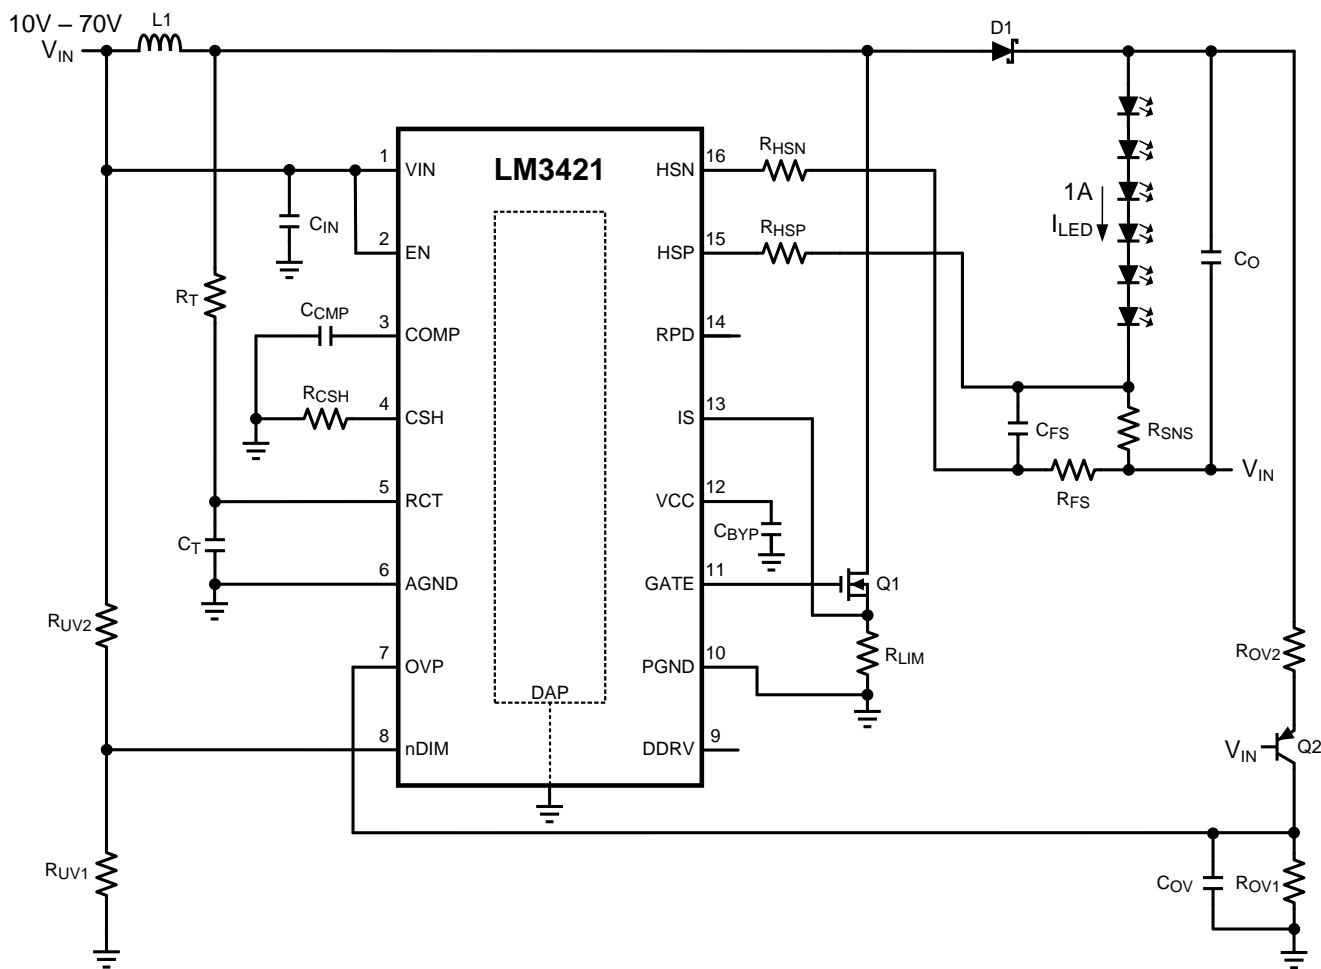 10V – 70V
L1
D1
VIN
LM3421
1
VIN
HSN
16
RHSN
CIN
2
EN
HSP
15
RHSP
1A
ILED
CO
RT
CCMP
3
COMP
RPD
14
RCSH
4
CSH
IS
13
CFS
RSNS
VIN
RFS
5
RCT
VCC
12
CBYP
CT
6
AGND
GATE
11
Q1
RUV2
7
OVP
PGND
10
RLIM
ROV2
DAP
8
nDIM
DDRV
9
VIN
Q2
RUV1
COV
ROV1